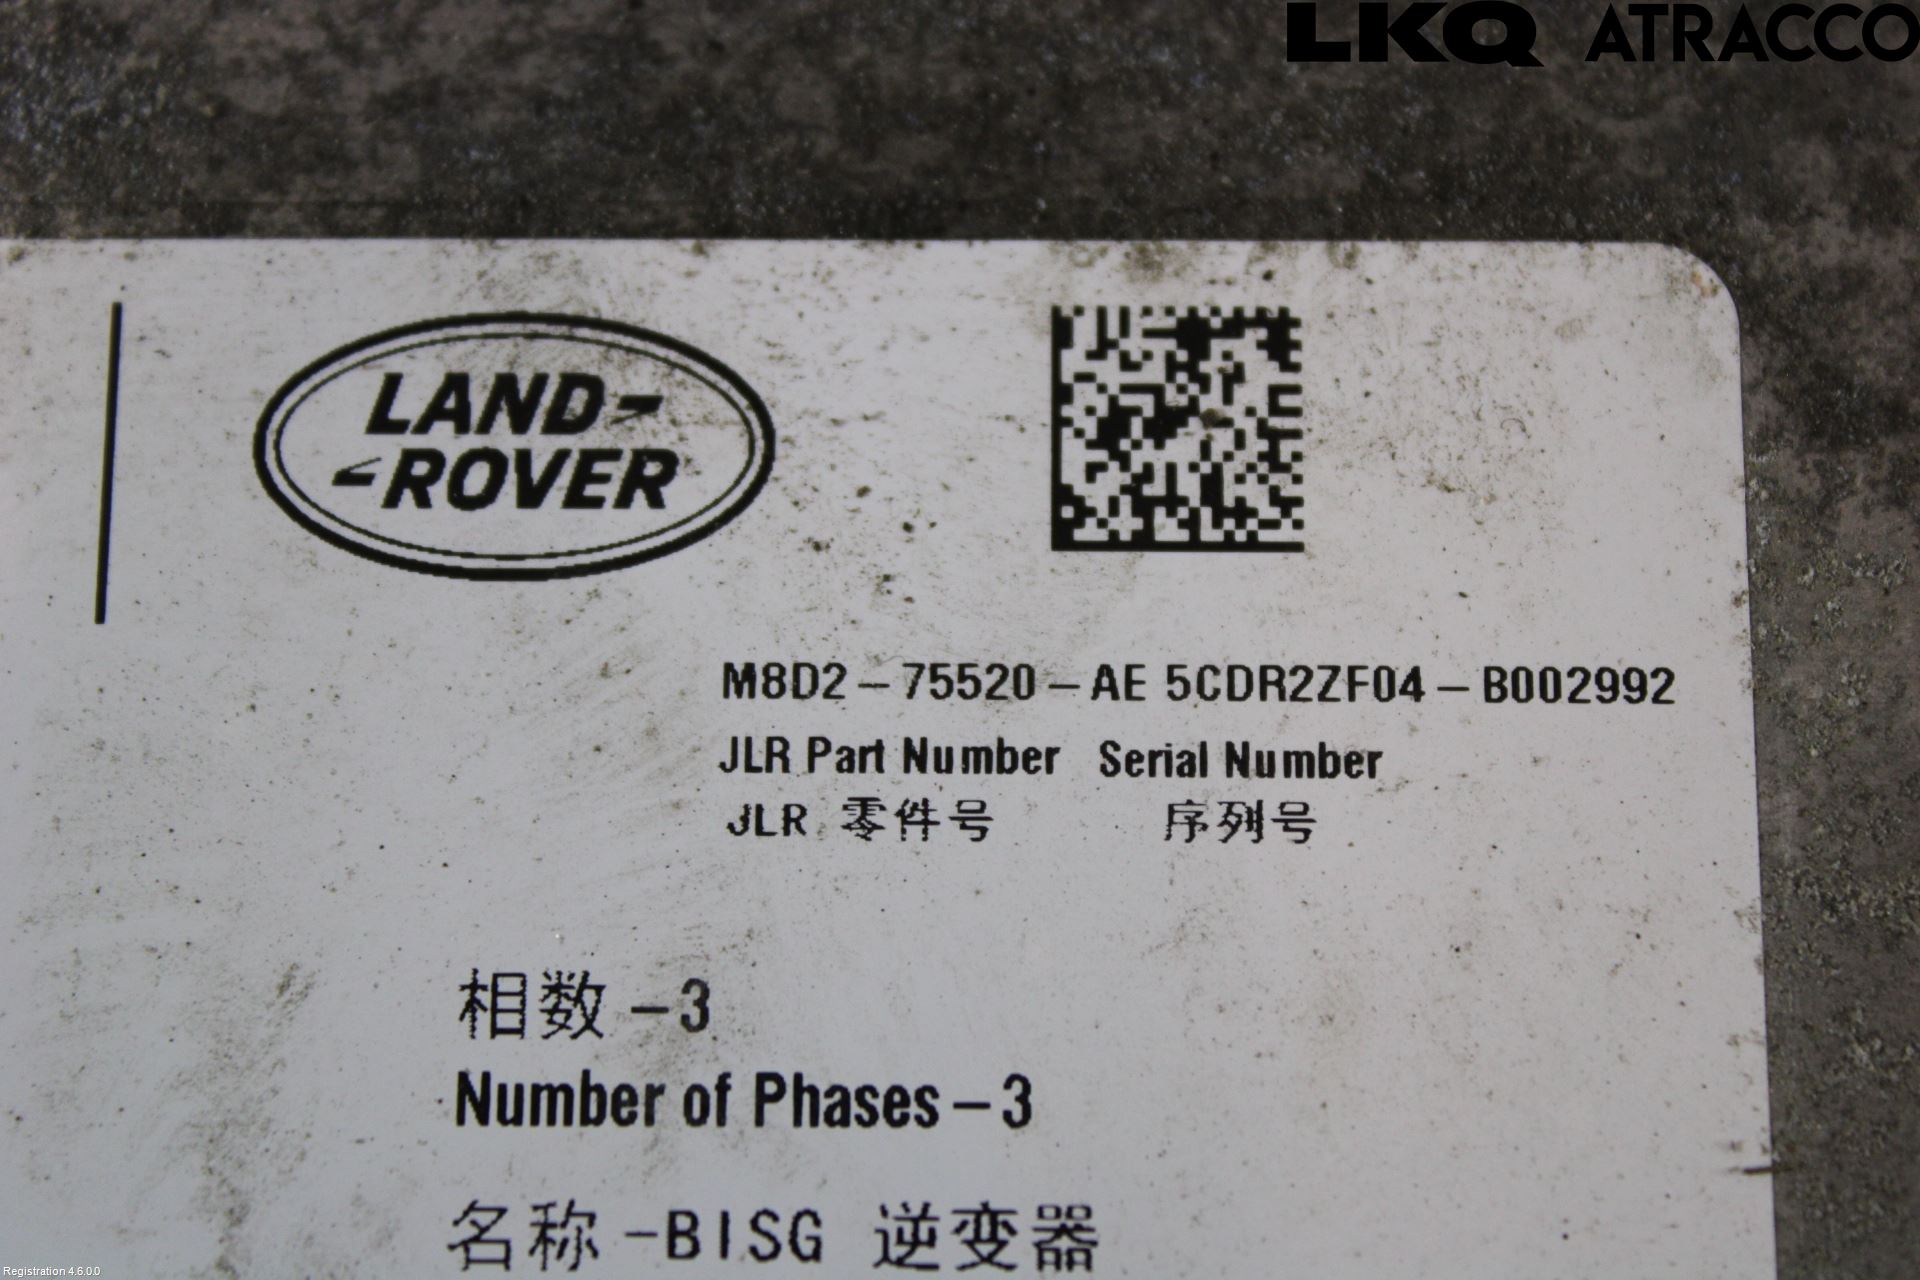 LKQ ATRACCO
LAND-
-ROVER
M8D2-75520-AE 5CDR2ZF04-B002992
JLR Part Number Serial Number
JLR 零件号 序列号
相数 -3
Number of Phases-3
名称 -BISG 逆变器
Registration 4.6.0.0